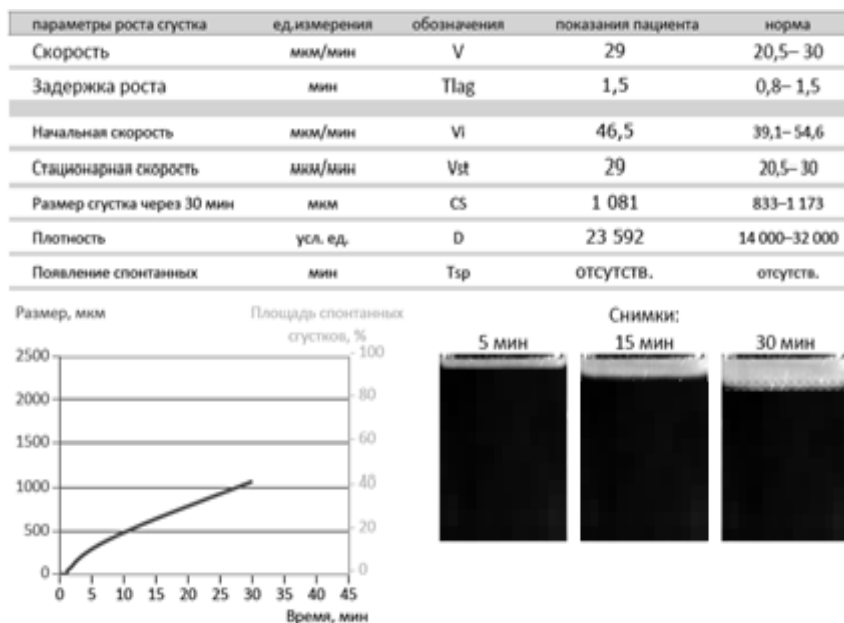 параметры роста сгустка ед.измерения обозначения показания пациента норма
Скорость мкм/мин V 29 20,5– 30
Задержка роста мин Tlag 1,5 0,8– 1,5
Начальная скорость мкм/мин Vi 46,5 39,1– 54,6
Стационарная скорость мкм/мин Vst 29 20,5– 30
Размер сгустка через 30 мин мкм CS 1 081 833–1 173
Плотность усл. ед. D 23 592 14 000–32 000
Появление спонтанных мин Tsp отсутств. отсутств.
Размер, мкм
Площадь спонтанных
сгустков, %
2500
2000
1500
1000
500
0
100
80
60
40
20
0
0 5 10 15 20 25 30 35 40 45
Время, мин
Снимки:
5 мин 15 мин 30 мин